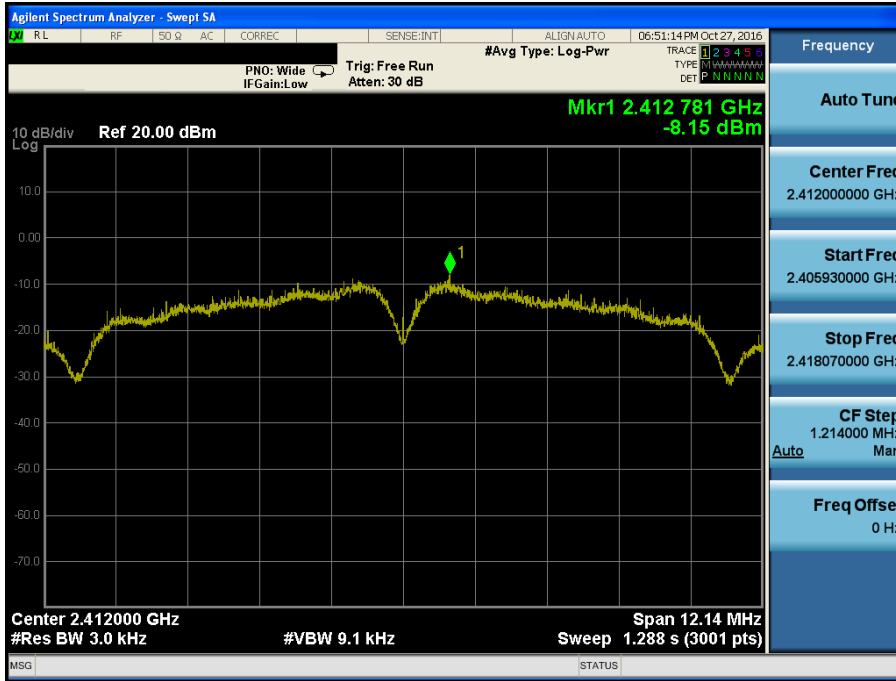 Agilent Spectrum Analyzer - Swept SA
LXI RL RF 50 Ω AC CORREC SENSE:INT ALIGN AUTO 06:51:14 PM Oct 27, 2016
#Avg Type: Log-Pwr
TRACE 1 2 3 4 5 6
TYPE M W W W W W
DET P N N N N N
PNO: Wide
IFGain:Low
Trig: Free Run
Atten: 30 dB
Mkr1 2.412 781 GHz
-8.15 dBm
10 dB/div Ref 20.00 dBm
Log
1
10.0
0.00
-10.0
-20.0
-30.0
-40.0
-50.0
-60.0
-70.0
Center 2.412000 GHz Span 12.14 MHz
#Res BW 3.0 kHz #VBW 9.1 kHz Sweep 1.288 s (3001 pts)
MSG STATUS
Frequency
Auto Tune
Center Freq
2.412000000 GHz
Start Freq
2.405930000 GHz
Stop Freq
2.418070000 GHz
CF Step
1.214000 MHz
Auto Man
Freq Offset
0 Hz